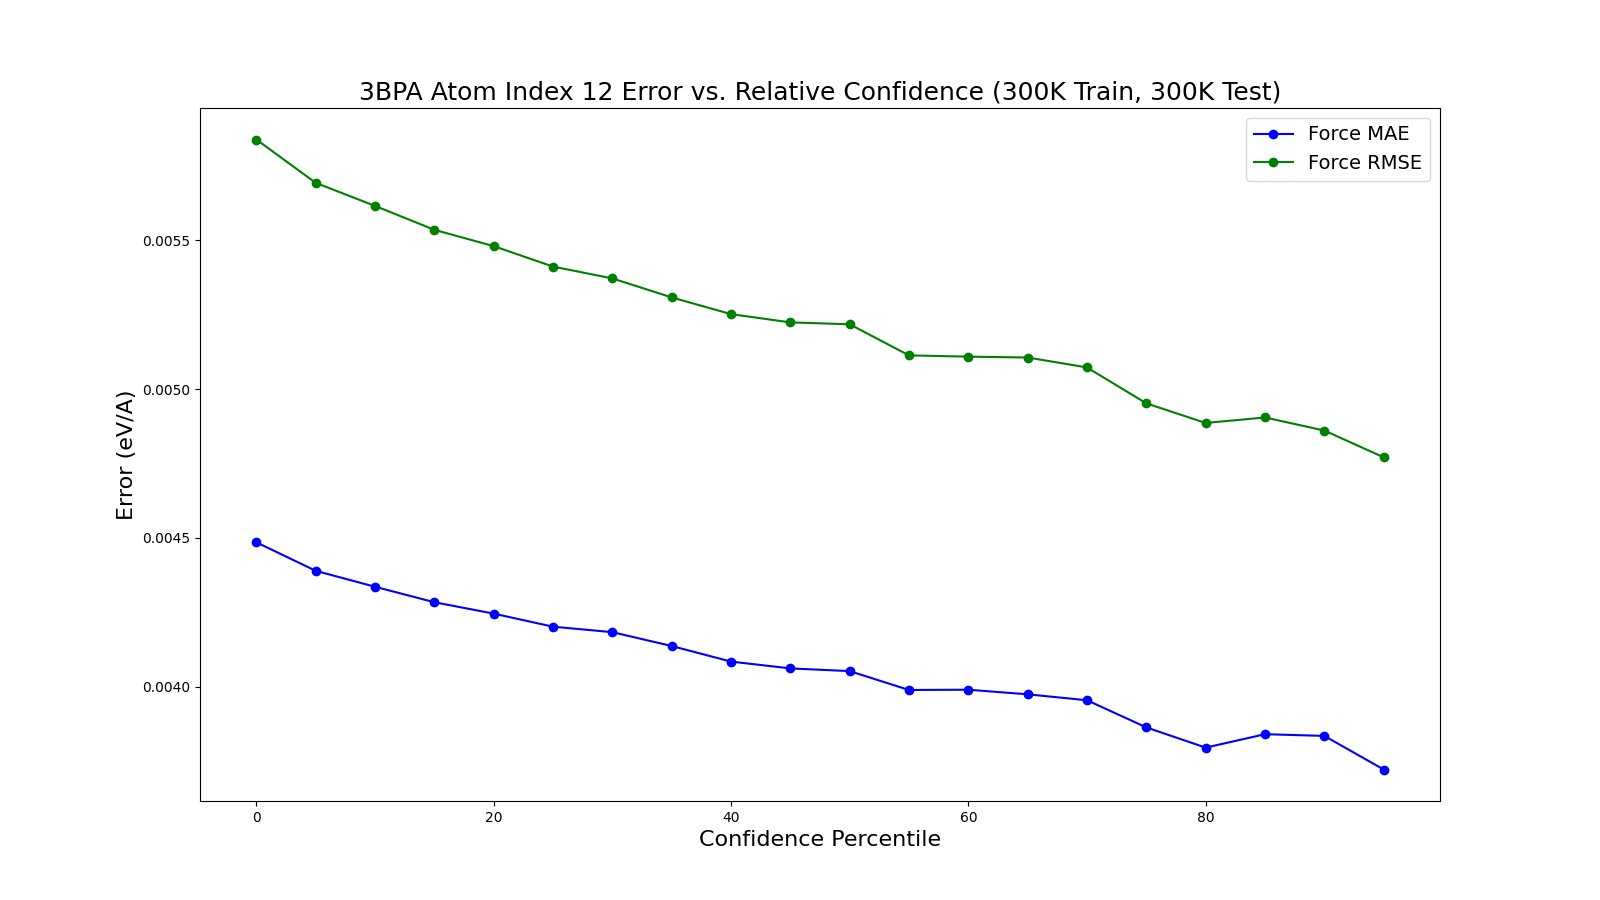 3BPA Atom Index 12 Error vs. Relative Confidence (300K Train, 300K Test)
Force MAE
Force RMSE
0.0055
0.0050
0.0045
0.0040
Error (eV/A)
0 20 40 60 80
Confidence Percentile